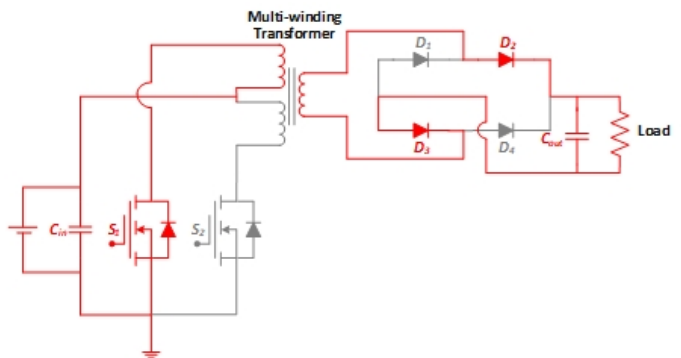 Multi-winding
Transformer
D1
D2
D3
D4
Cout
Load
Cin
S1
S2